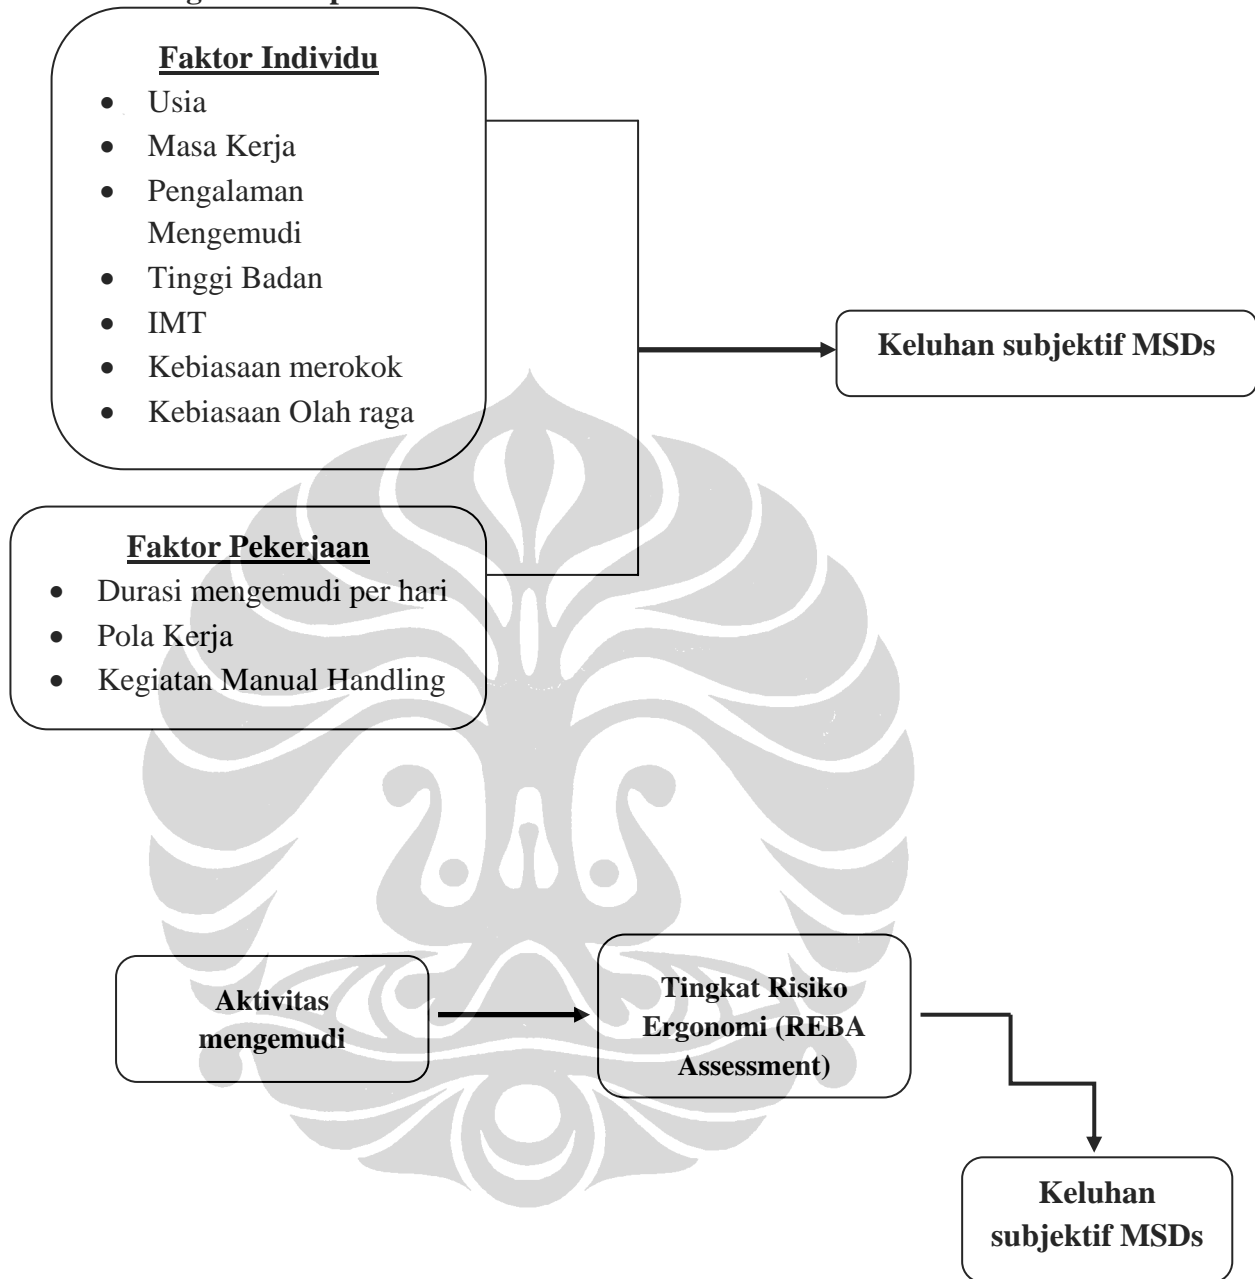 Faktor Individu
• Usia
• Masa Kerja
• Pengalaman
Mengemudi
• Tinggi Badan
• IMT
• Kebiasaan merokok
• Kebiasaan Olah raga
Keluhan subjektif MSDs
Faktor Pekerjaan
• Durasi mengemudi per hari
• Pola Kerja
• Kegiatan Manual Handling
Aktivitas
mengemudi
Tingkat Risiko
Ergonomi (REBA
Assessment)
Keluhan
subjektif MSDs